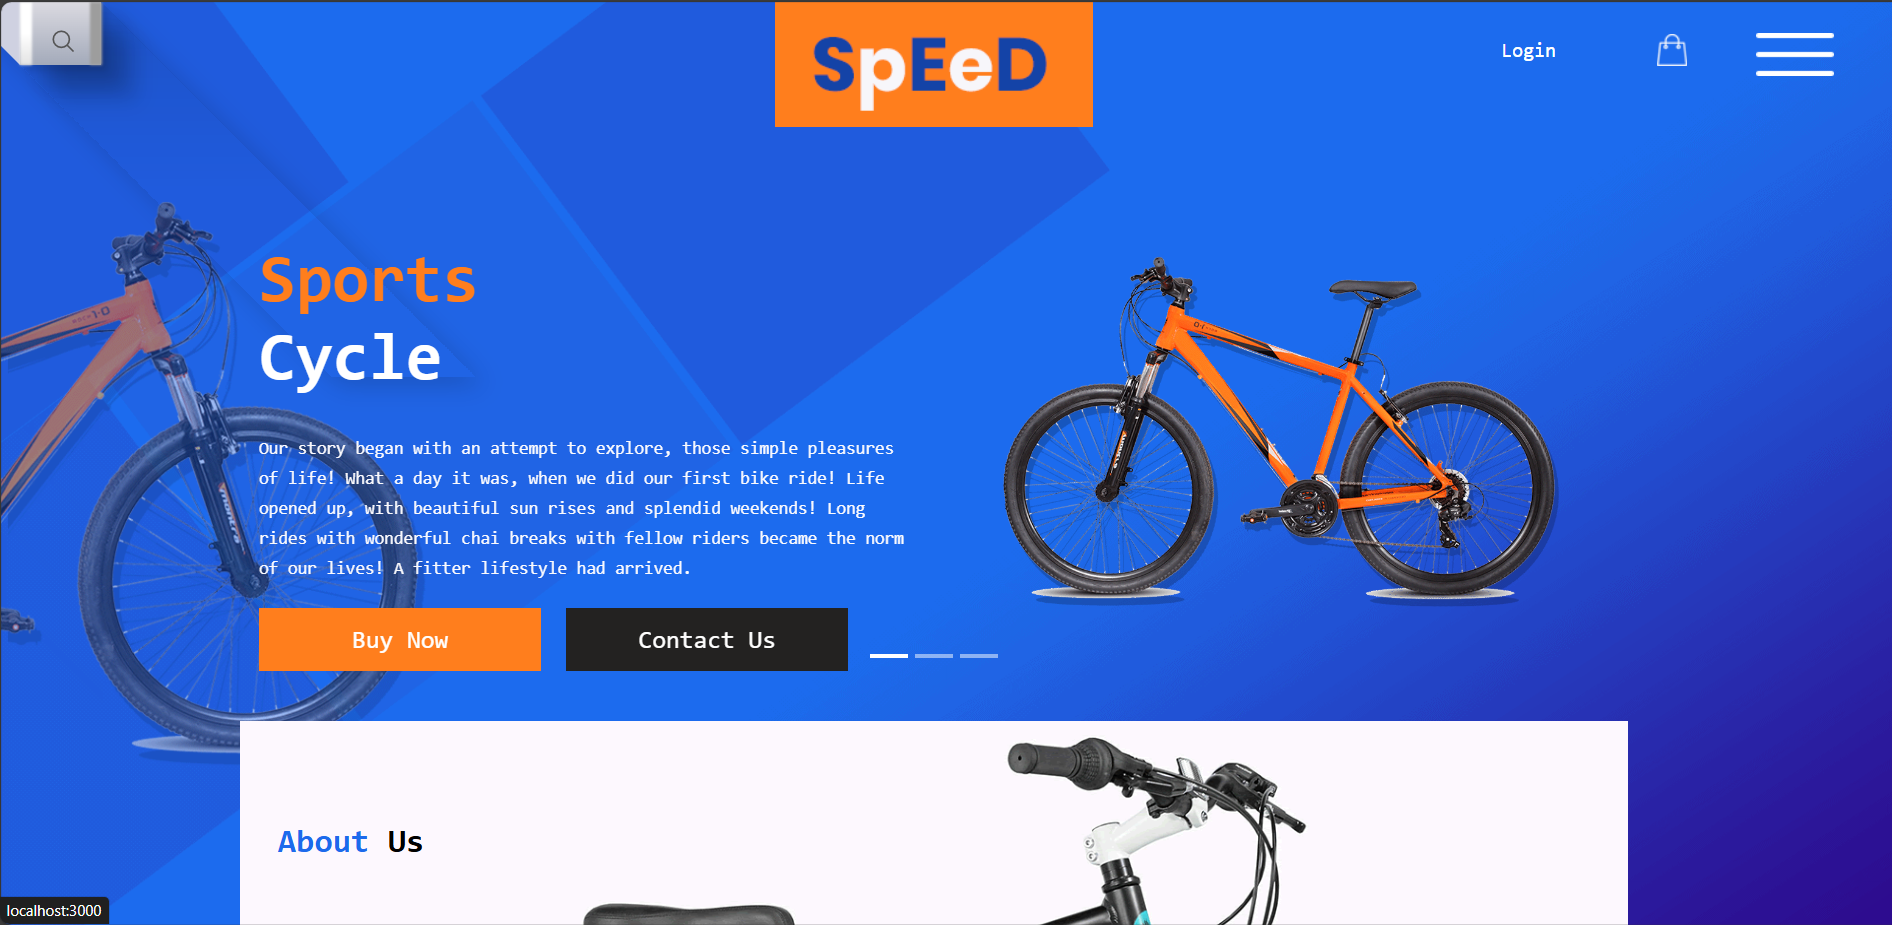 SpEeD
Login
Sports
Cycle
Our story began with an attempt to explore, those simple pleasures
of life! What a day it was, when we did our first bike ride! Life
opened up, with beautiful sun rises and splendid weekends! Long
rides with wonderful chai breaks with fellow riders became the norm
of our lives! A fitter lifestyle had arrived.
Buy Now
Contact Us
About Us
localhost:3000